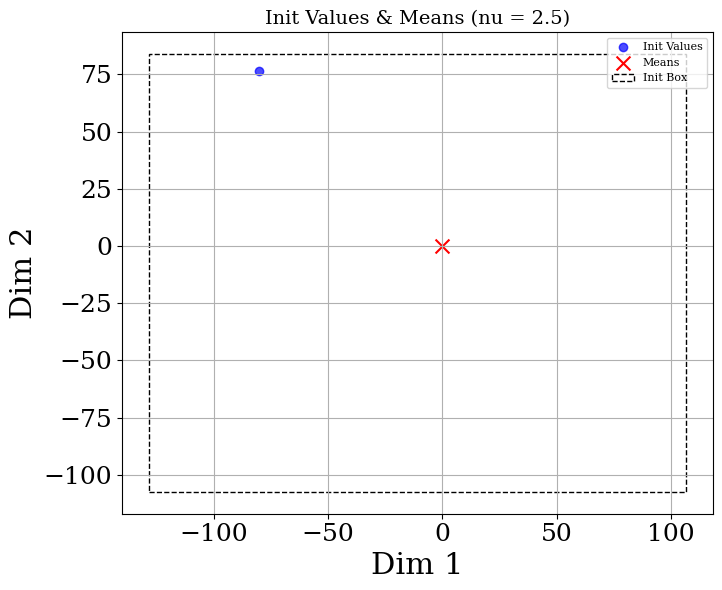 Init Values & Means (nu = 2.5)
Init Values
Means
Init Box
75
50
25
0
−25
−50
−75
−100
Dim 2
−100 −50 0 50 100
Dim 1